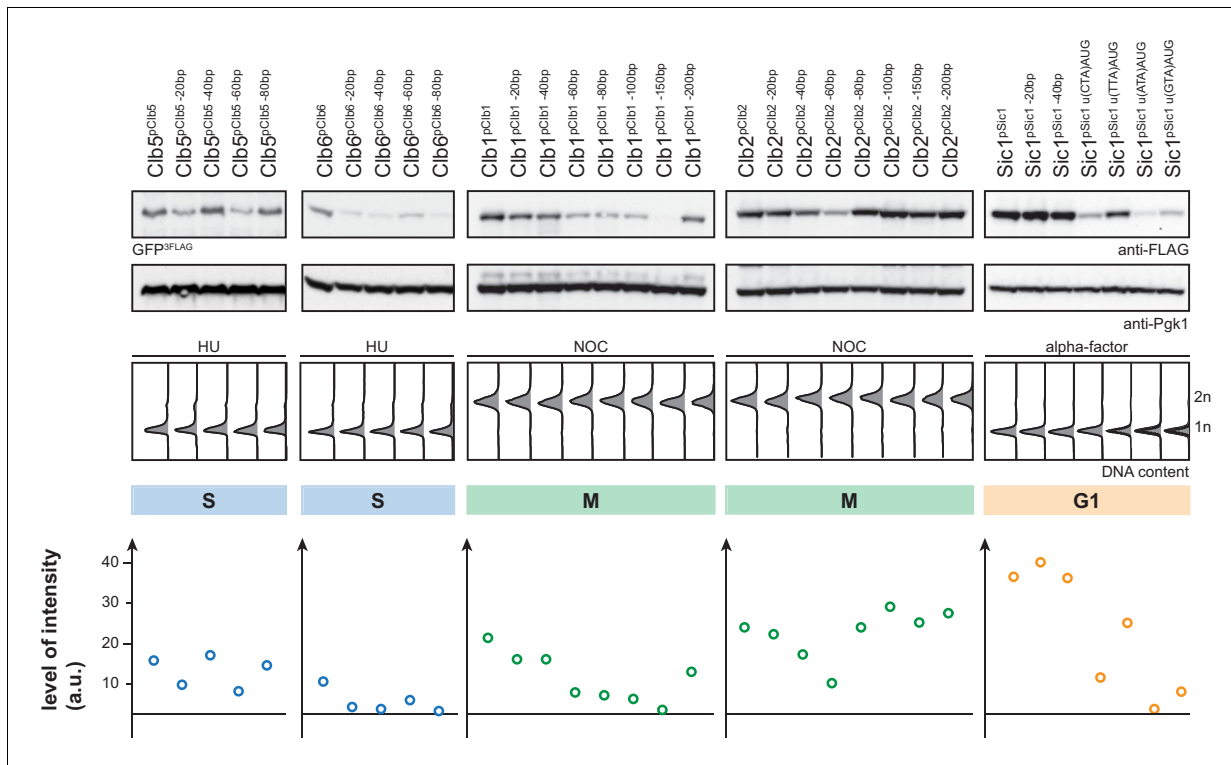 Clb5pClb5
Clb5pClb5 -20bp
Clb5pClb5 -40bp
Clb5pClb5 -60bp
Clb5pClb5 -80bp
Clb6pClb6
Clb6pClb6 -20bp
Clb6pClb6 -40bp
Clb6pClb6 -60bp
Clb6pClb6 -80bp
Clb1pClb1
Clb1pClb1 -20bp
Clb1pClb1 -40bp
Clb1pClb1 -60bp
Clb1pClb1 -80bp
Clb1pClb1 -100bp
Clb1pClb1 -150bp
Clb1pClb1 -200bp
Clb2pClb2
Clb2pClb2 -20bp
Clb2pClb2 -40bp
Clb2pClb2 -60bp
Clb2pClb2 -80bp
Clb2pClb2 -100bp
Clb2pClb2 -150bp
Clb2pClb2 -200bp
Sic1pSic1
Sic1pSic1 -20bp
Sic1pSic1 -40bp
Sic1pSic1 u(CTA)AUG
Sic1pSic1 u(TTA)AUG
Sic1pSic1 u(ATA)AUG
Sic1pSic1 u(GTA)AUG
GFP3FLAG
anti-FLAG
anti-Pgk1
HU
HU
NOC
NOC
alpha-factor
2n
1n
DNA content
S
S
M
M
G1
level of intensity
(a.u.)
40
30
20
10